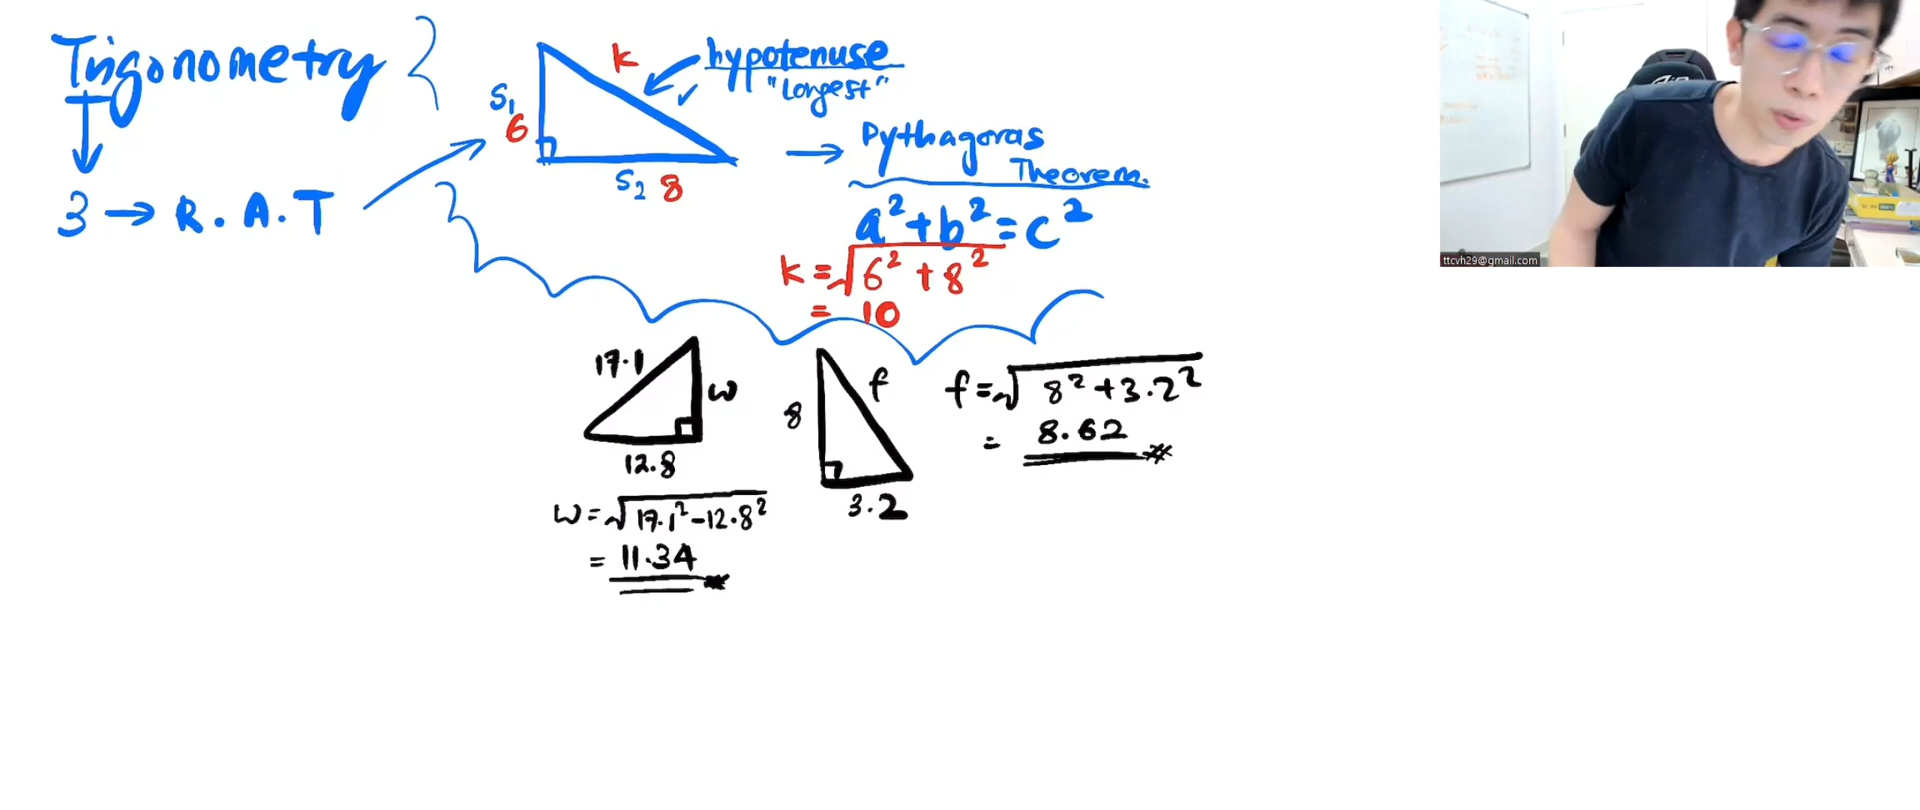 Trigonometry
3 → R.A.T
k
hypotenuse
"Longest"
S₁
6
S₂ 8
→ Pythagoras
Theorem.
a² + b² = c²
k = √6² + 8²
= 10
17.1
w
12.8
w = √17.1² - 12.8²
= 11.34
8
f
3.2
f = √8² + 3.2²
= 8.62
ttcvh29@gmail.com